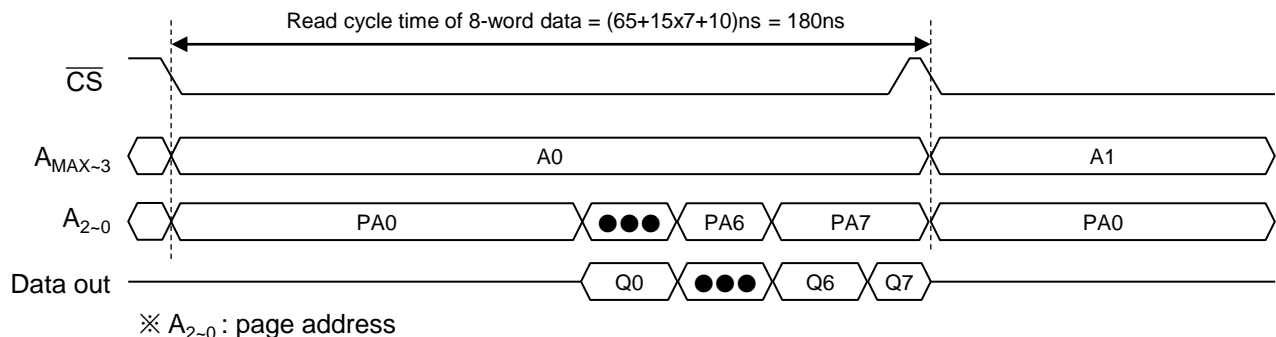 Read cycle time of 8-word data = (65+15x7+10)ns = 180ns
CS
AMAX~3 A0 A1
A2~0 PA0 ●●● PA6 PA7 PA0
Data out Q0 ●●● Q6 Q7
※ A2~0 : page address